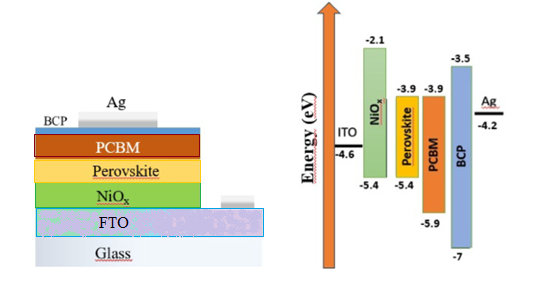 Ag
BCP
PCBM
Perovskite
NiOx
FTO
Glass
Energy (eV)
ITO
-4.6
-2.1
NiOx
-5.4
-3.9
Perovskite
-5.4
-3.9
PCBM
-5.9
-3.5
BCP
-7
Ag
-4.2